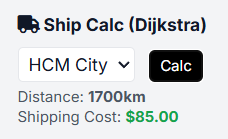 Ship Calc (Dijkstra)
HCM City
Calc
Distance: 1700km
Shipping Cost: $85.00